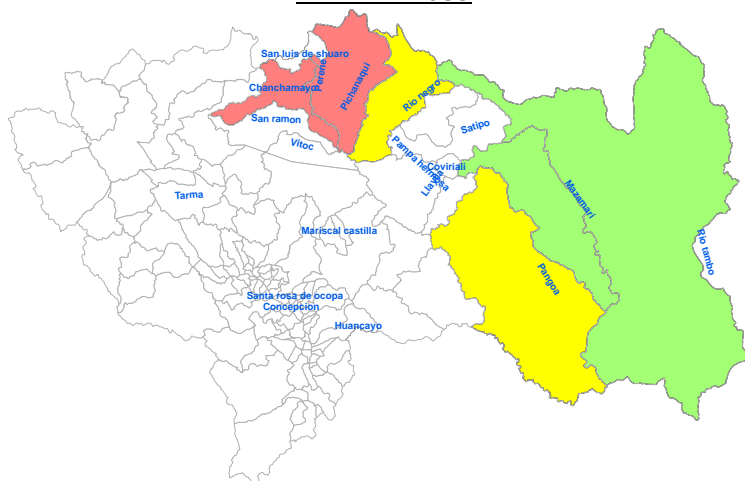 San luis de shuaro
Perene
Chanchamayo
Pichanaqui
Rio negro
San ramon
Satipo
Vitoc
Pampa hermosa
Coviriali
Llaylla
Tarma
Mazamari
Mariscal castilla
Rio tambo
Pangoa
Santa rosa de ocopa
Concepcion
Huancayo